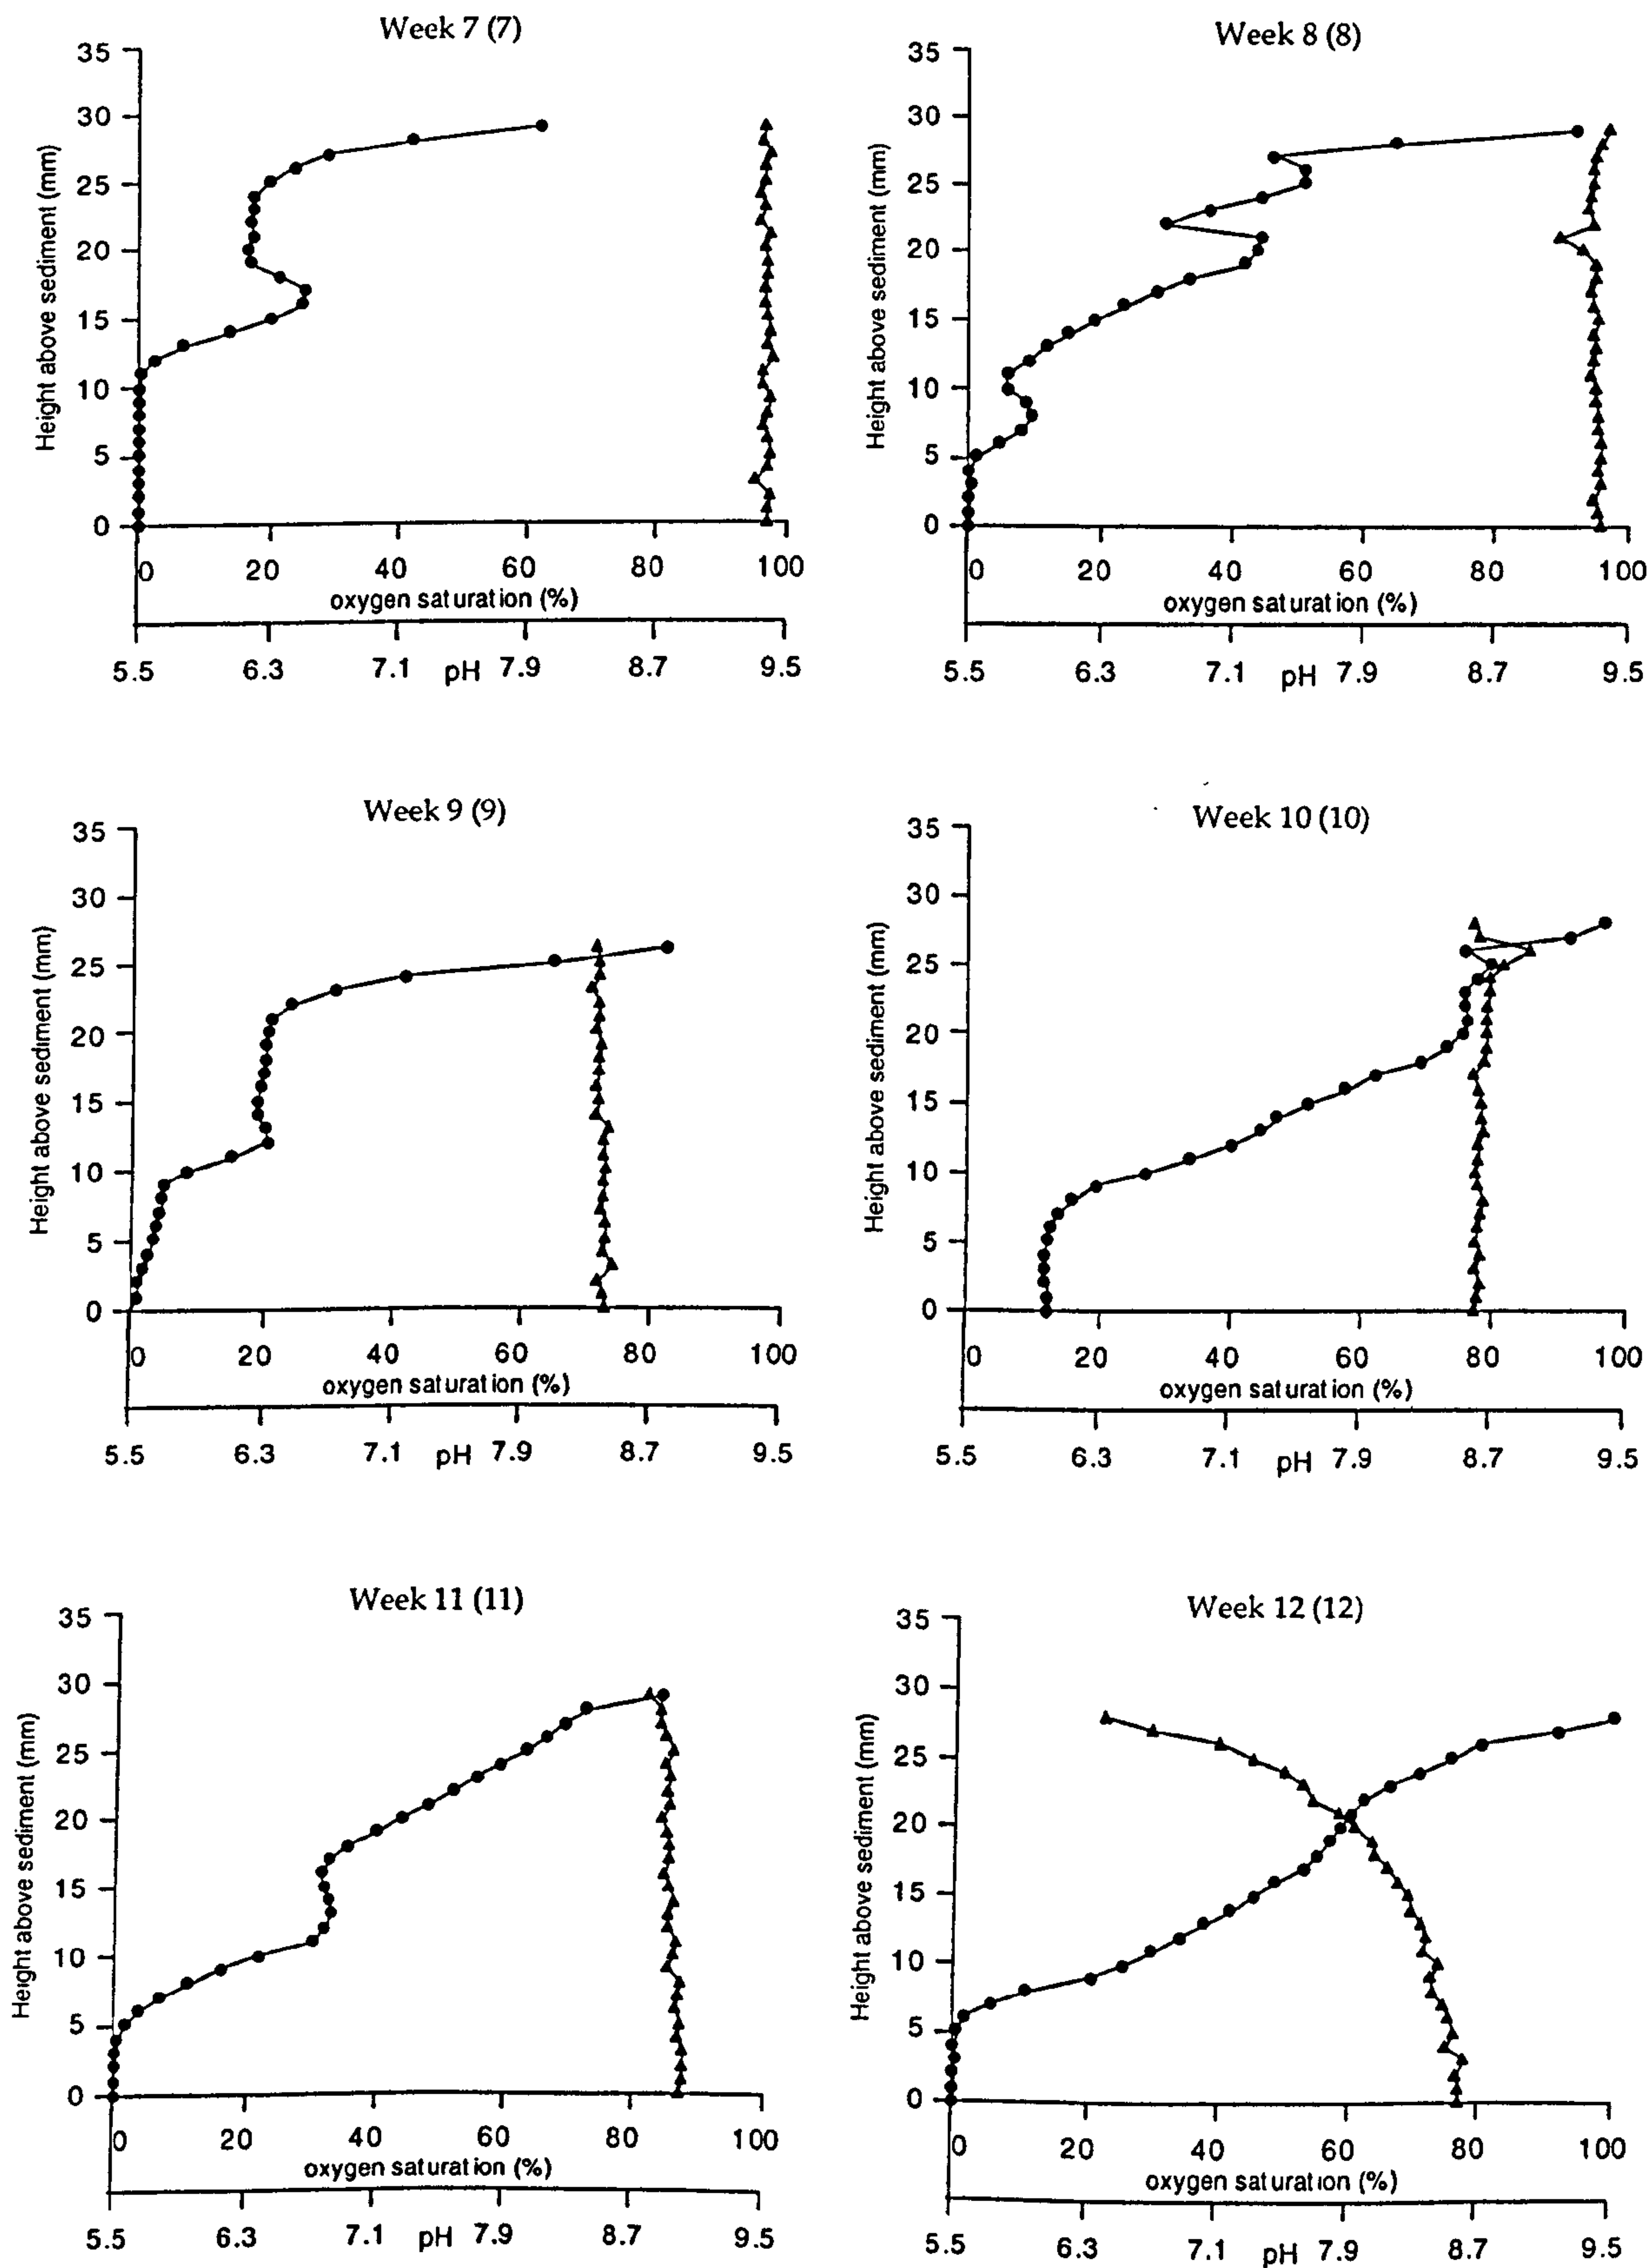 Week 7 (7)
35
30
25
20
15
10
5
0
Height above sediment (mm)
0 20 40 60 80 100
oxygen saturation (%)
5.5 6.3 7.1 pH 7.9 8.7 9.5
Week 8 (8)
35
30
25
20
15
10
5
0
Height above sediment (mm)
0 20 40 60 80 100
oxygen saturation (%)
5.5 6.3 7.1 pH 7.9 8.7 9.5
Week 9 (9)
35
30
25
20
15
10
5
0
Height above sediment (mm)
0 20 40 60 80 100
oxygen saturation (%)
5.5 6.3 7.1 pH 7.9 8.7 9.5
Week 10 (10)
35
30
25
20
15
10
5
0
Height above sediment (mm)
0 20 40 60 80 100
oxygen saturation (%)
5.5 6.3 7.1 pH 7.9 8.7 9.5
Week 11 (11)
35
30
25
20
15
10
5
0
Height above sediment (mm)
0 20 40 60 80 100
oxygen saturation (%)
5.5 6.3 7.1 pH 7.9 8.7 9.5
Week 12 (12)
35
30
25
20
15
10
5
0
Height above sediment (mm)
0 20 40 60 80 100
oxygen saturation (%)
5.5 6.3 7.1 pH 7.9 8.7 9.5